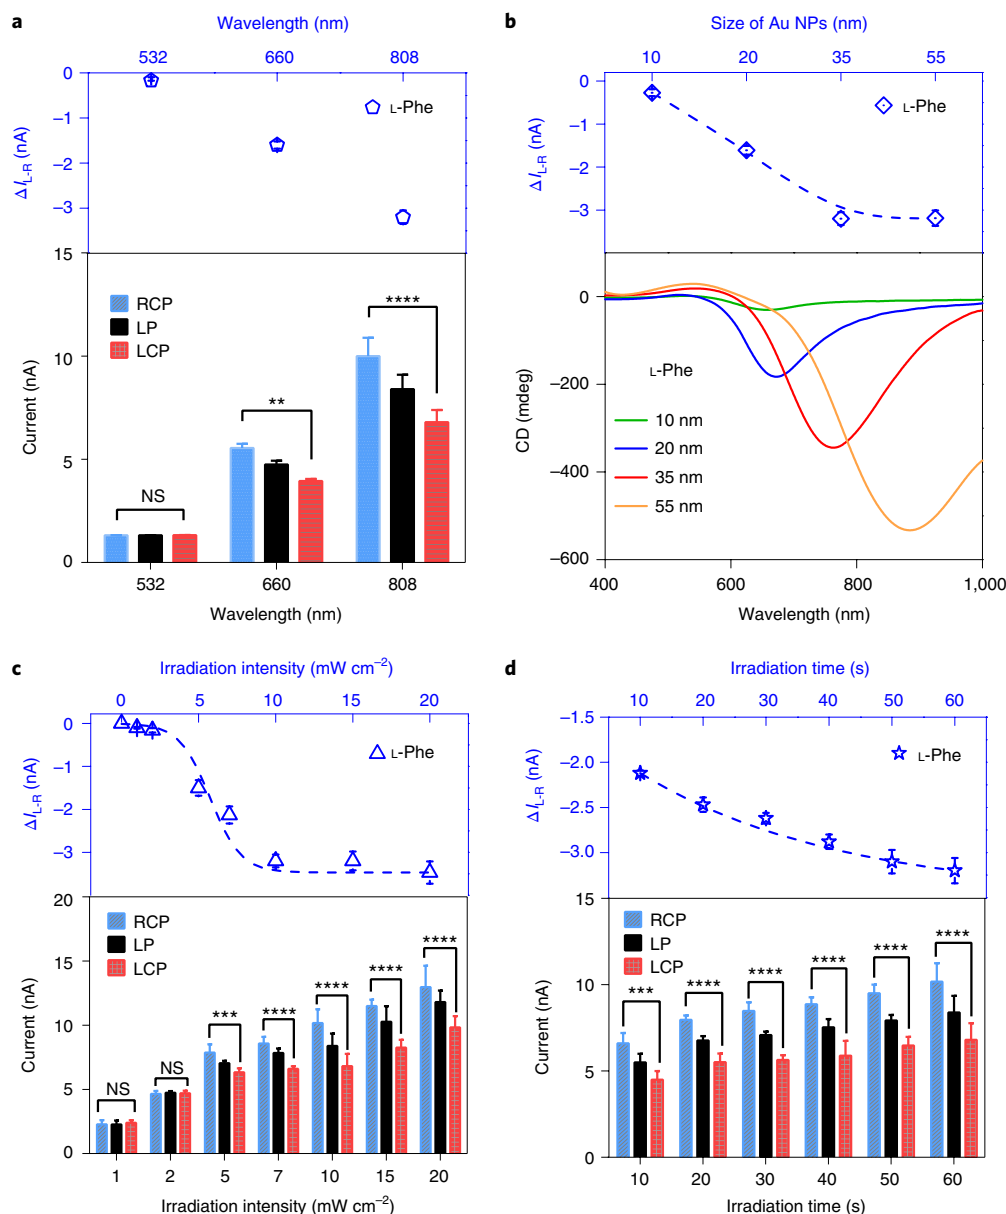 a
Wavelength (nm)
532 660 808
0
−1
−2
−3
ΔI_L-R (nA)
L-Phe
15
10
5
0
Current (nA)
RCP
LP
LCP
NS
**
****
532 660 808
Wavelength (nm)
b
Size of Au NPs (nm)
10 20 35 55
0
−1
−2
−3
ΔI_L-R (nA)
L-Phe
0
−200
−400
−600
CD (mdeg)
L-Phe
10 nm
20 nm
35 nm
55 nm
400 600 800 1,000
Wavelength (nm)
c
Irradiation intensity (mW cm⁻²)
0 5 10 15 20
0
−1
−2
−3
ΔI_L-R (nA)
L-Phe
20
15
10
5
0
Current (nA)
RCP
LP
LCP
NS
NS
***
****
****
****
****
1 2 5 7 10 15 20
Irradiation intensity (mW cm⁻²)
d
Irradiation time (s)
10 20 30 40 50 60
−1.5
−2.0
−2.5
−3.0
ΔI_L-R (nA)
L-Phe
15
10
5
0
Current (nA)
RCP
LP
LCP
***
****
****
****
****
****
10 20 30 40 50 60
Irradiation time (s)